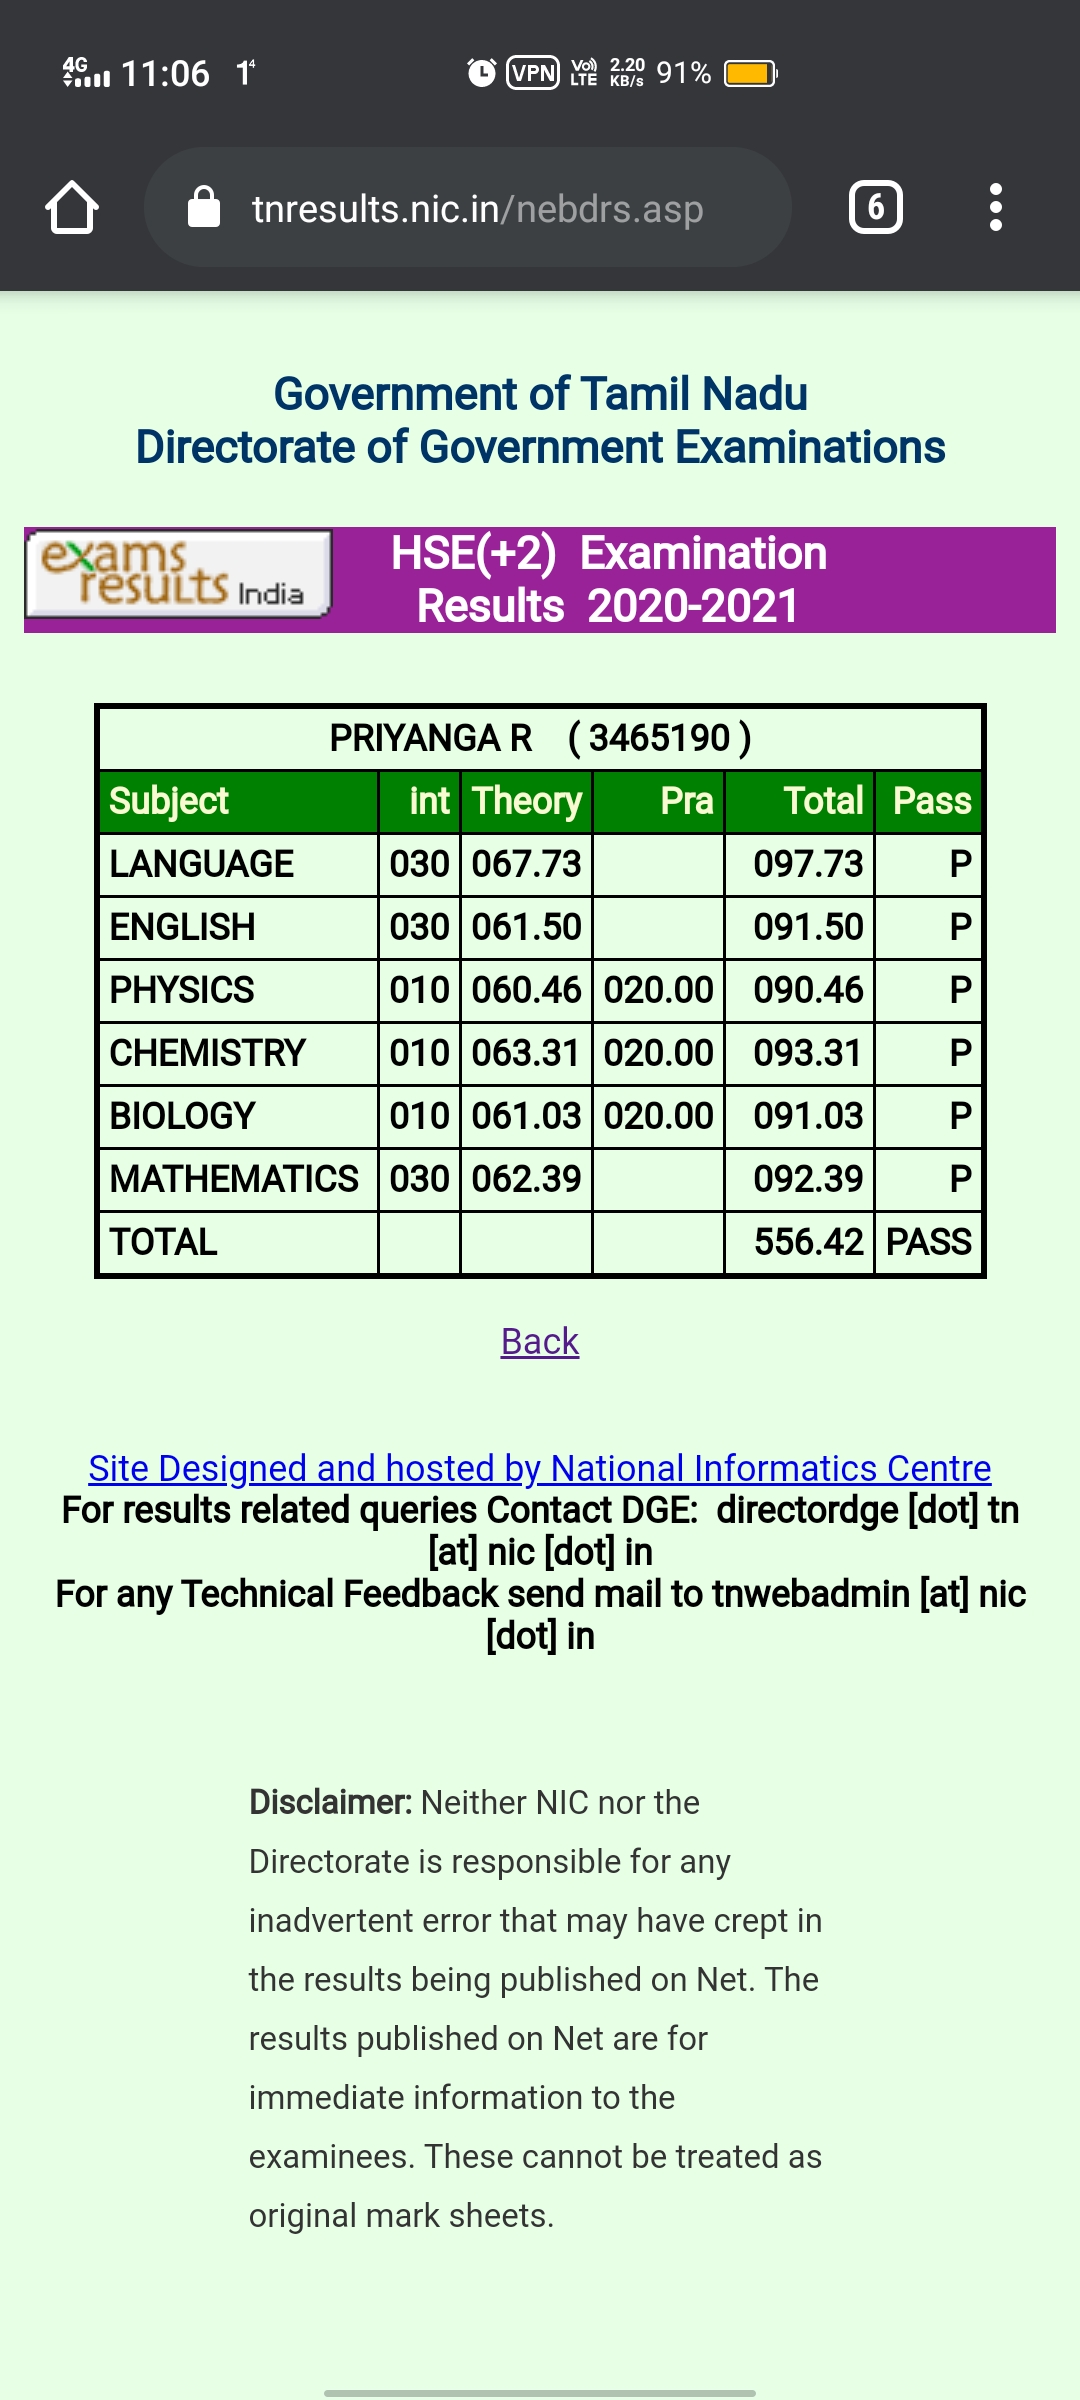 4G 11:06 1 4 VPN Vo) LTE 2.20 KB/s 91%
tnresults.nic.in/nebdrs.asp 6
Government of Tamil Nadu
Directorate of Government Examinations
exams results India
HSE(+2) Examination
Results 2020-2021
PRIYANGA R ( 3465190 )
Subject int Theory Pra Total Pass
LANGUAGE 030 067.73 097.73 P
ENGLISH 030 061.50 091.50 P
PHYSICS 010 060.46 020.00 090.46 P
CHEMISTRY 010 063.31 020.00 093.31 P
BIOLOGY 010 061.03 020.00 091.03 P
MATHEMATICS 030 062.39 092.39 P
TOTAL 556.42 PASS
Back
Site Designed and hosted by National Informatics Centre
For results related queries Contact DGE: directordge [dot] tn
[at] nic [dot] in
For any Technical Feedback send mail to tnwebadmin [at] nic
[dot] in
Disclaimer: Neither NIC nor the
Directorate is responsible for any
inadvertent error that may have crept in
the results being published on Net. The
results published on Net are for
immediate information to the
examinees. These cannot be treated as
original mark sheets.